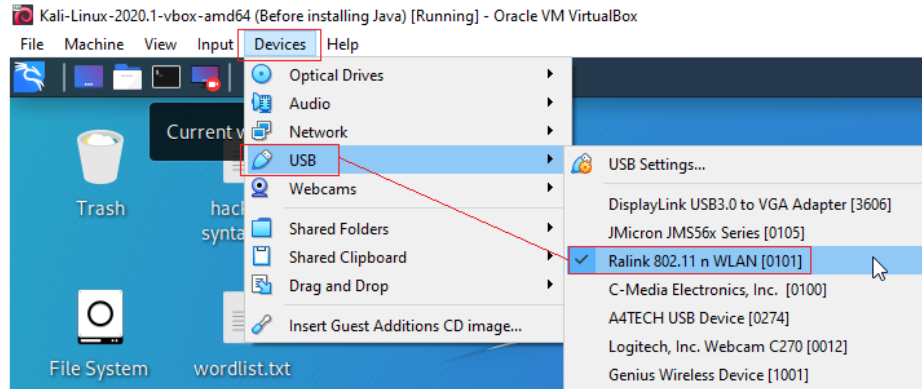 Kali-Linux-2020.1-vbox-amd64 (Before installing Java) [Running] - Oracle VM VirtualBox
File Machine View Input Devices Help
Optical Drives
Audio
Network
USB
Webcams
Shared Folders
Shared Clipboard
Drag and Drop
Insert Guest Additions CD image...
USB Settings...
DisplayLink USB3.0 to VGA Adapter [3606]
JMicron JMS56x Series [0105]
Ralink 802.11 n WLAN [0101]
C-Media Electronics, Inc. [0100]
A4TECH USB Device [0274]
Logitech, Inc. Webcam C270 [0012]
Genius Wireless Device [1001]
Current
Trash
File System
wordlist.txt